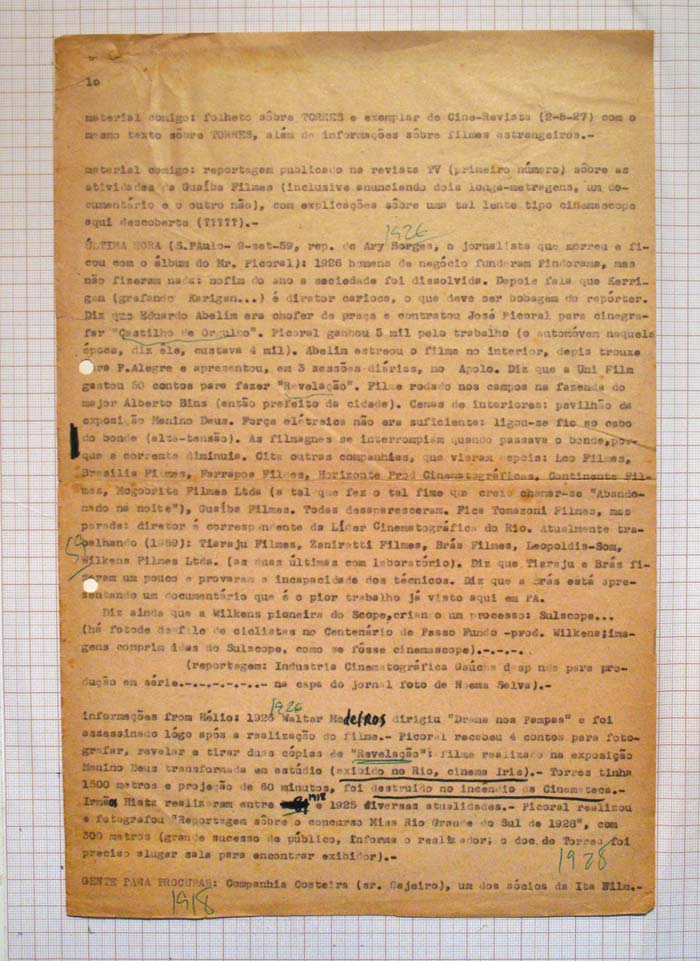 10
material comigo: folheto sôbre TORRES e exemplar de Cine-Revista (2-5-27) com o
mesmo texto sôbre TORRES, além de informações sôbre filmes estrangeiros.-
material comigo: reportagem publicada na revista TV (primeiro número) sôbre as
atividades da Guaíba Filmes (inclusive anunciando dois longa-metragens, um do-
cumentário e o outro não), com explicações sôbre uma tal lente tipo cinemascope
aqui descoberta (?????).-
1926
ÚLTIMA HORA (S.Paulo- 9-set-59, rep. de Ary Borges, o jornalista que morreu e fi-
cou com o álbum do Mr. Picoral): 1926 homens de negócio fundaram Pindorama, mas
não fizeram nada: nofim do ano a sociedade foi dissolvida. Depois fala que Kerri-
gan (grafando Karigan...) é diretor carioca, o que deve ser bobagem do repórter.
Diz que Eduardo Abelim era chofer de praça e contratou José Picoral para cinegra-
far "Castilho de Orgulho". Picoral ganhou 5 mil pelo trabalho (o automóvem naquela
época, diz êle, custava 4 mil). Abelim estreou o filme no interior, depis trouxe
para P.Alegre e apresentou, em 3 sessões diárias, no Apolo. Diz que a Uni Film
gastou 50 contos para fazer "Revelação". Filme rodado nos campos na fazenda do
major Alberto Bins (então prefeito da cidade). Cenas de interiores: pavilhão da
exposição Menino Deus. Fôrça elétrica não era suficiente: ligou-se fio ao cabo
do bonde (alta-tensão). As filmagens se interrompiam quando passava o bonde,por-
que a corrente diminuia. Cita outras companhias, que vieram depois: Leo Filmes,
Brasilia Filmes, Farrapos Filmes, Horizonte Prod Cinematográficas, Continente Fil-
mes, Filmes Ltda (a tal que fez o tal fime que creio chamar-se "Abando-
nado na noite"), Guaíba Filmes. Todas desapareceram. Fica Tomazoni Filmes, mas
parada: diretor é correspondente da Líder Cinematográfica do Rio. Atualmente tra-
balhando (1959): Tiaraju Filmes, Zaniratti Filmes, Brás Filmes, Leopoldis-Som,
59
Wilkens Filmes Ltda. (as duas últimas com laboratório). Diz que Tiaraju e Brás fi-
zeram um pouco e provaram a incapacidade dos técnicos. Diz que a Brás está apre-
sentando um documentário que é o pior trabalho já visto aqui em PA.
Diz ainda que a Wilkens pioneira do Scope,criando um processo: Sulscope...
(há fotode desfile de ciclistas no Centenário de Passo Fundo -prod. Wilkens;ima-
gens comprimidas do Sulscope, como se fôsse cinemascope).-.-.-.
(reportagem: Industria Cinematográfica Gaúcha desp nde para pro-
dução em série.-.-.-.-.-.- na capa do jornal foto de Naema Selva).-
1926
informações from Hélio: 1926 Walter Medeiros dirigiu "Drama nos Pampas" e foi
assassinado lôgo após a realização do filme.- Picoral recebeu 4 contos para foto-
grafar, revelar e tirar duas cópias de "Revelação": filme realizado na exposição
Menino Deus transformada em estúdio (exibido no Rio, cinema Iris).- Torres tinha
1500 metros e projeção de 60 minutos, foi destruido no incêndio da Cinemateca.-
Irmãos Hiatz realizaram entre 1918 e 1925 diversas atualidades.- Picoral realizou
e fotografou "Reportagem sôbre o concurso Miss Rio Grande do Sul de 1928", com
300 metros (grande sucesso de público, informa o realizador; o doc.de Torres foi
preciso alugar sala para encontrar exibidor).-
1928
GENTE PARA PROCURAR: Companhia Costeira (sr. Gajeiro), um dos sócios da Ita Film.-
1918